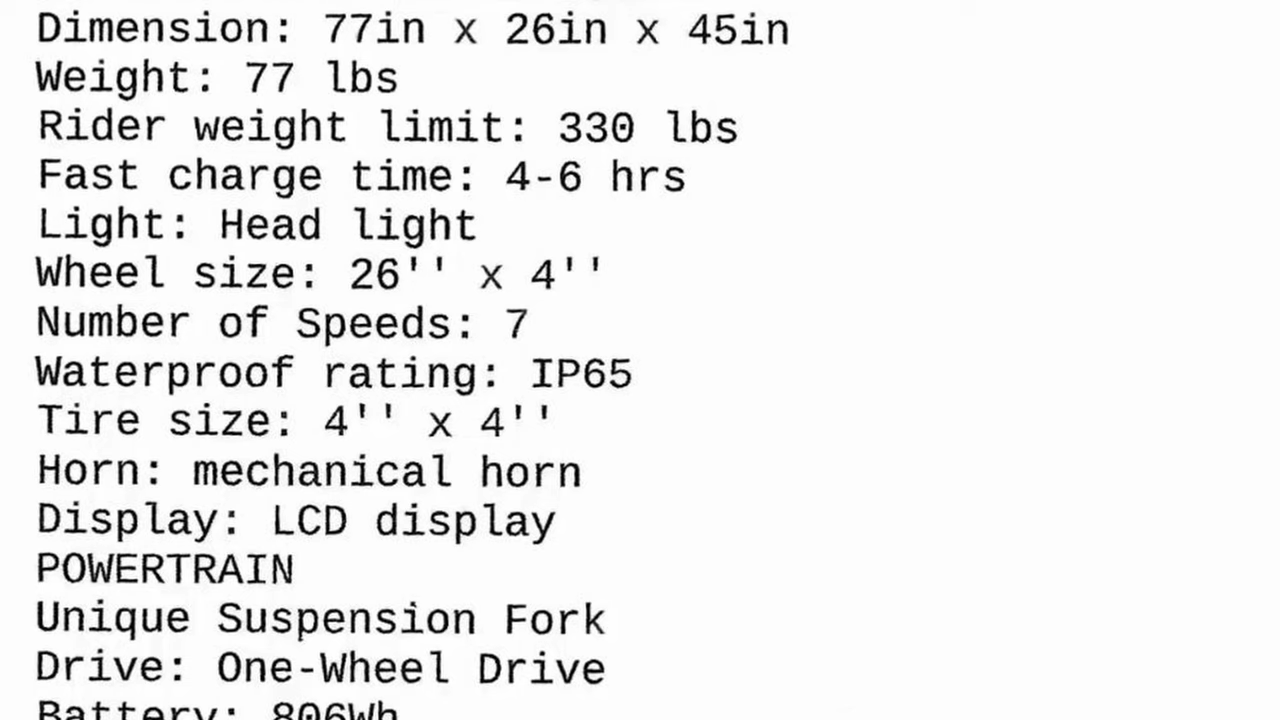 Dimension: 77in x 26in x 45in
Weight: 77 lbs
Rider weight limit: 330 lbs
Fast charge time: 4-6 hrs
Light: Head light
Wheel size: 26'' x 4''
Number of Speeds: 7
Waterproof rating: IP65
Tire size: 4'' x 4''
Horn: mechanical horn
Display: LCD display
POWERTRAIN
Unique Suspension Fork
Drive: One-Wheel Drive
Battery: 806Wh